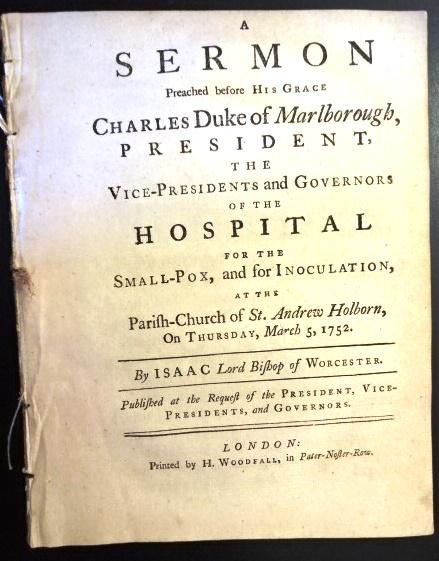 A
SERMON
Preached before HIS GRACE
CHARLES Duke of Marlborough,
PRESIDENT,
THE
VICE-PRESIDENTS and GOVERNORS
OF THE
HOSPITAL
FOR THE
SMALL-POX, and for INOCULATION,
AT THE
Pariſh-Church of St. Andrew Holborn,
On THURSDAY, March 5, 1752.
By ISAAC Lord Biſhop of WORCESTER.
Publiſhed at the Requeſt of the PRESIDENT, VICE-
PRESIDENTS, and GOVERNORS.
LONDON:
Printed by H. WOODFALL, in Pater-Noſter-Row.